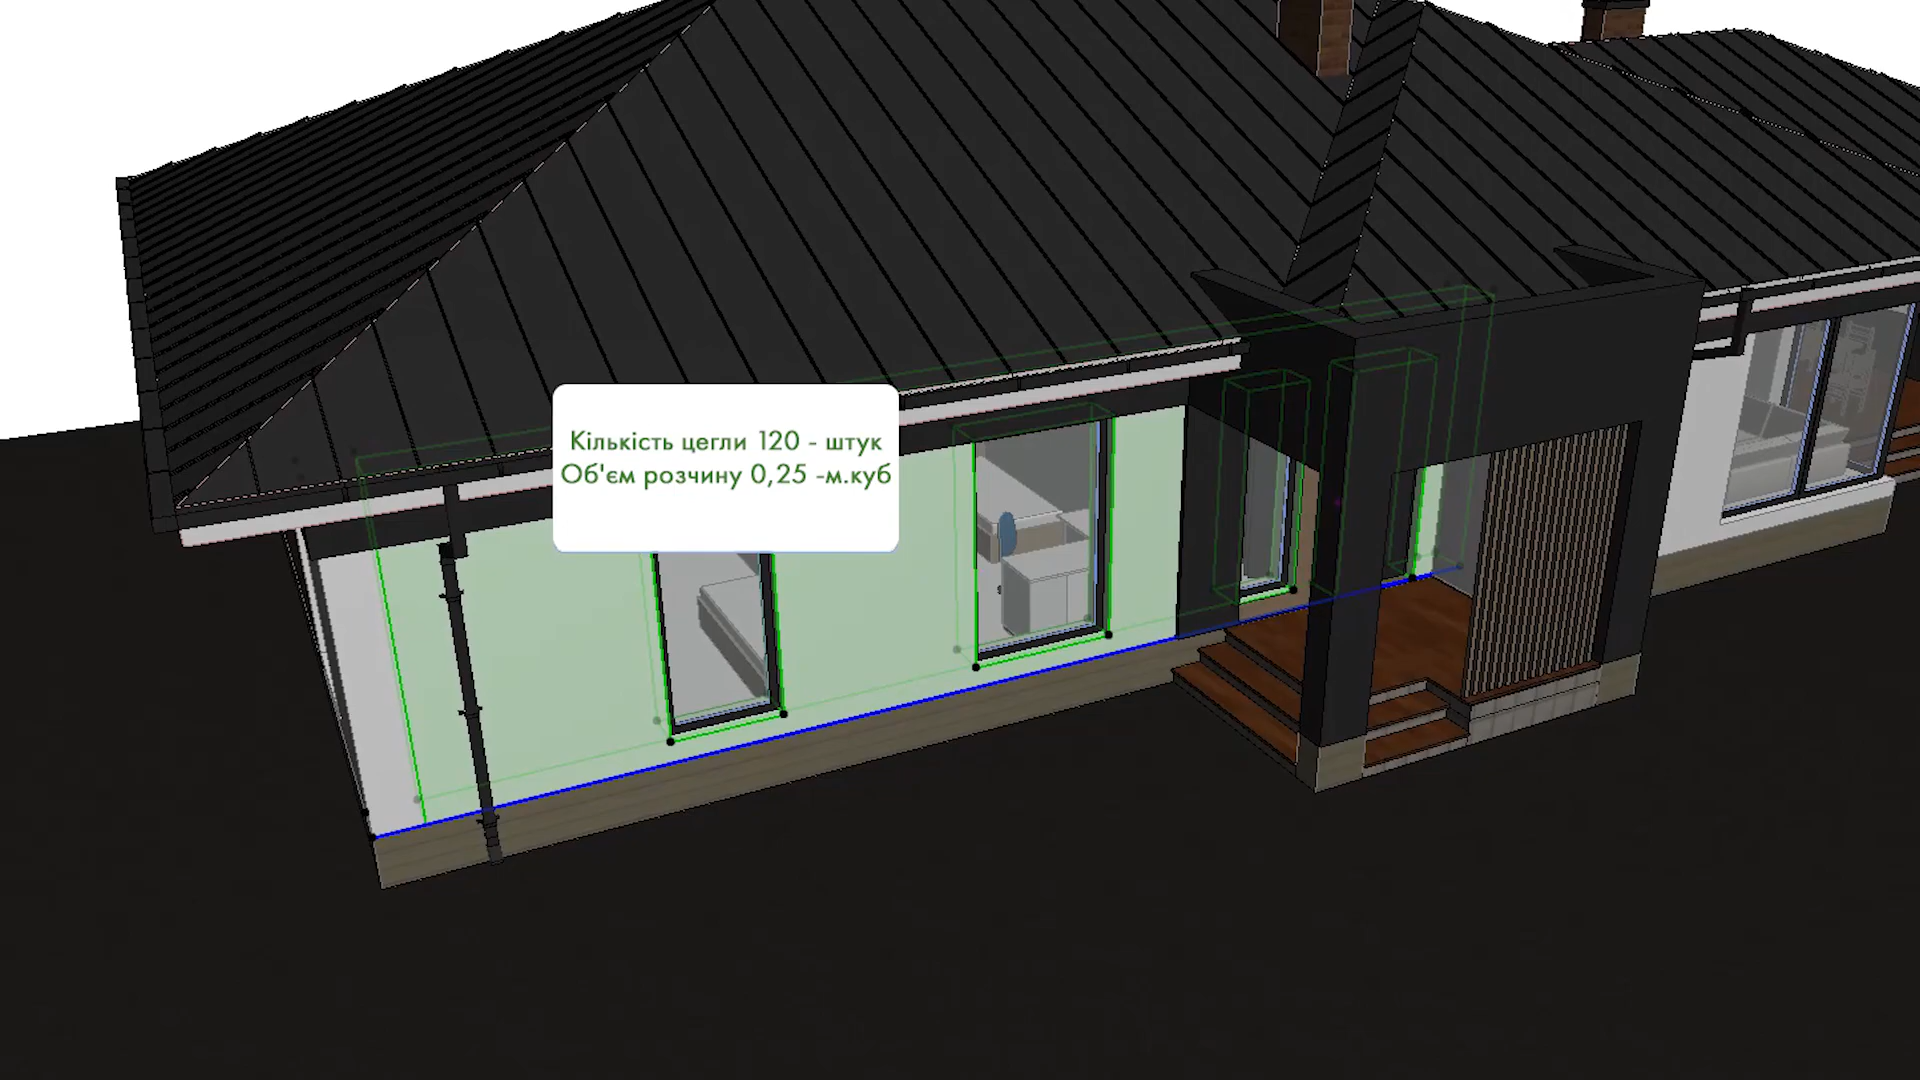 Кількість цегли 120 - штук
Об'єм розчину 0,25 -м.куб